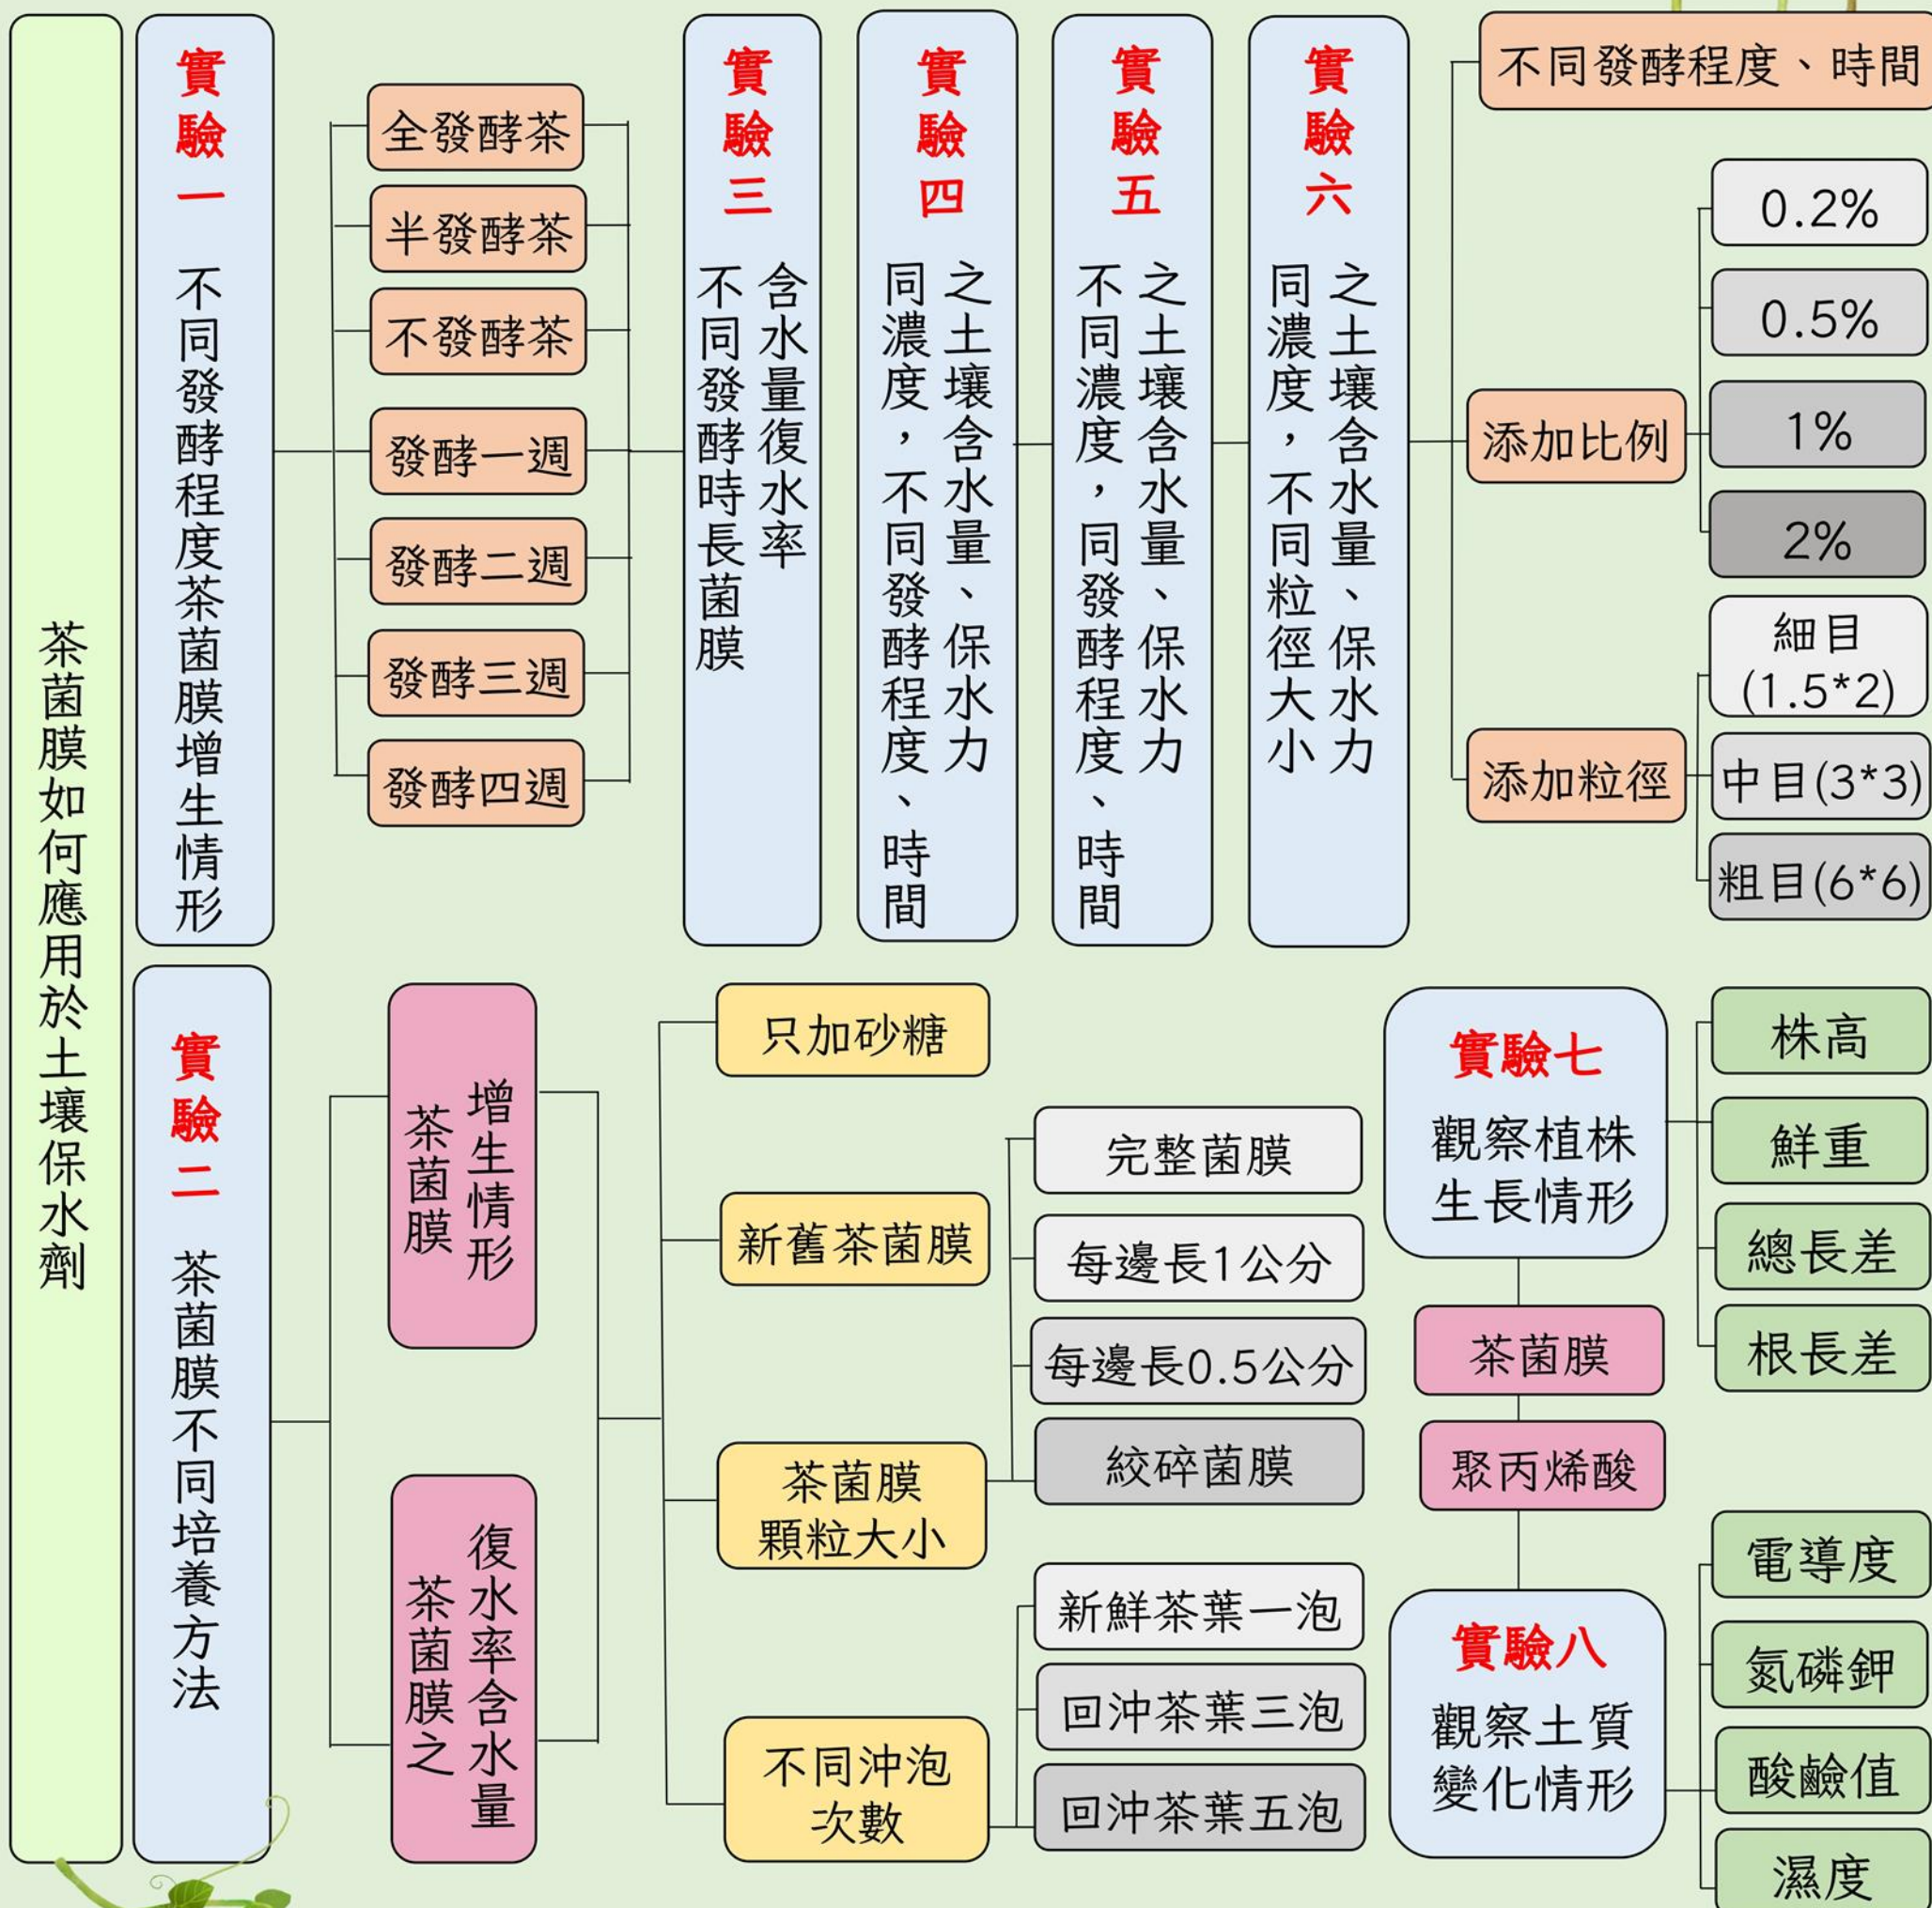 茶菌膜如何應用於土壤保水劑
實驗一 不同發酵程度茶菌膜增生情形
全發酵茶
半發酵茶
不發酵茶
發酵一週
發酵二週
發酵三週
發酵四週
實驗三
不同發酵時長菌膜
含水量復水率
實驗四
同濃度，不同發酵程度、時間
之土壤含水量、保水力
實驗五
不同濃度，同發酵程度、時間
之土壤含水量、保水力
實驗六
同濃度，不同粒徑大小
之土壤含水量、保水力
不同發酵程度、時間
添加比例
0.2%
0.5%
1%
2%
添加粒徑
細目
(1.5*2)
中目(3*3)
粗目(6*6)
實驗二 茶菌膜不同培養方法
茶菌膜
增生情形
茶菌膜之
復水率含水量
只加砂糖
新舊茶菌膜
茶菌膜
顆粒大小
完整菌膜
每邊長1公分
每邊長0.5公分
絞碎菌膜
不同沖泡
次數
新鮮茶葉一泡
回沖茶葉三泡
回沖茶葉五泡
實驗七
觀察植株
生長情形
株高
鮮重
總長差
根長差
茶菌膜
聚丙烯酸
實驗八
觀察土質
變化情形
電導度
氮磷鉀
酸鹼值
濕度